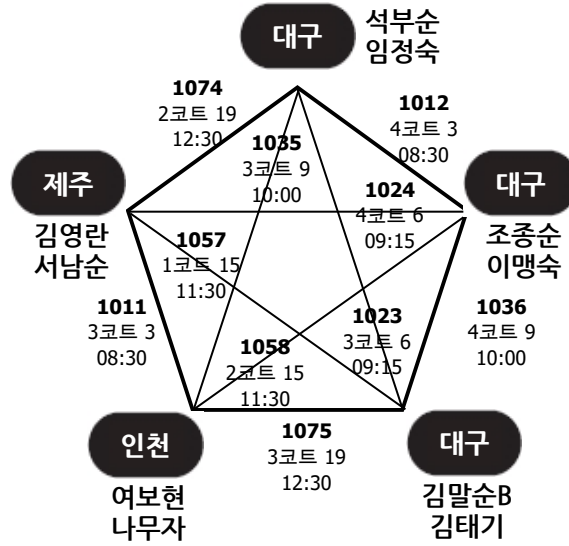 대구
석부순
임정숙
1074
2코트 19
12:30
1012
4코트 3
08:30
1035
3코트 9
10:00
제주
김영란
서남순
1024
4코트 6
09:15
대구
조종순
이맹숙
1057
1코트 15
11:30
1011
3코트 3
08:30
1036
4코트 9
10:00
1023
3코트 6
09:15
1058
2코트 15
11:30
인천
여보현
나무자
1075
3코트 19
12:30
대구
김말순B
김태기